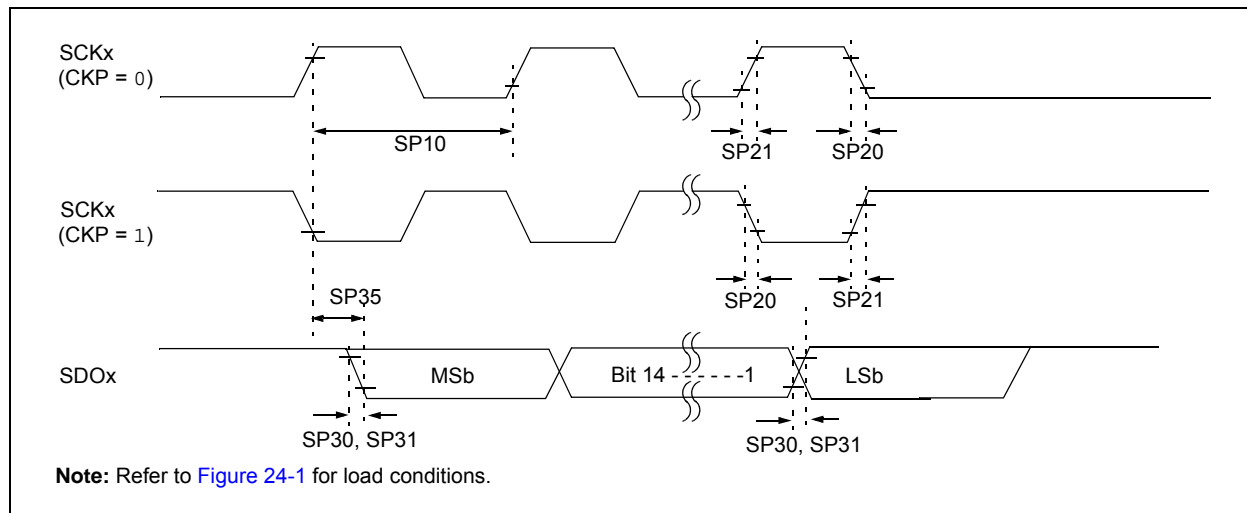 SCKx
(CKP = 0)
SP10
SP21
SP20
SCKx
(CKP = 1)
SP35
SP20
SP21
SDOx
MSb
Bit 14 - - - - - -1
LSb
SP30, SP31
SP30, SP31
Note: Refer to Figure 24-1 for load conditions.